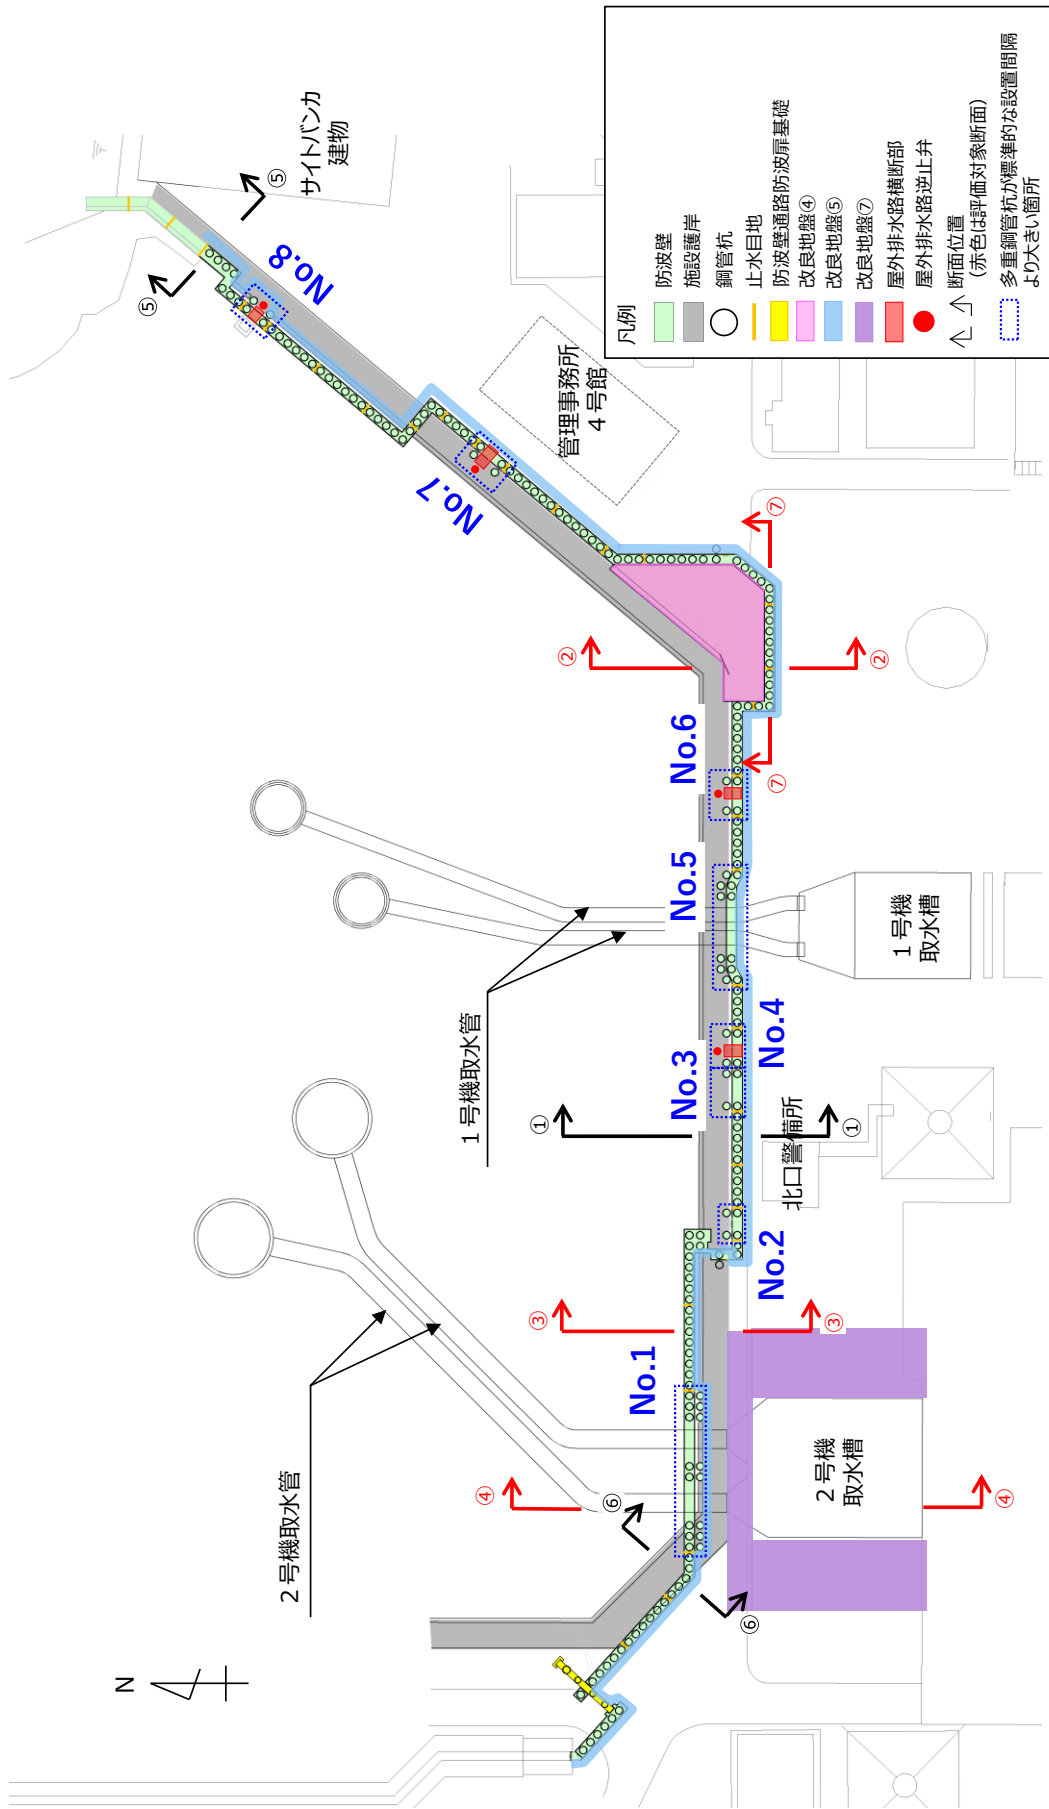 サイトバンカ
建物
⑤
⑤
No.8
No.7
管理事務所
４号館
②
②
⑦
⑦
No.6
No.5
No.4
No.3
No.2
No.1
１号機
取水槽
１号機取水管
①
①
北口警備所
③
③
２号機取水管
２号機
取水槽
④
④
⑥
⑥
N
凡例
防波壁
施設護岸
鋼管杭
止水目地
防波壁通路防波扉基礎
改良地盤④
改良地盤⑤
改良地盤⑦
屋外排水路横断部
屋外排水路逆止弁
断面位置
(赤色は評価対象断面)
多重鋼管杭が標準的な設置間隔
より大きい箇所